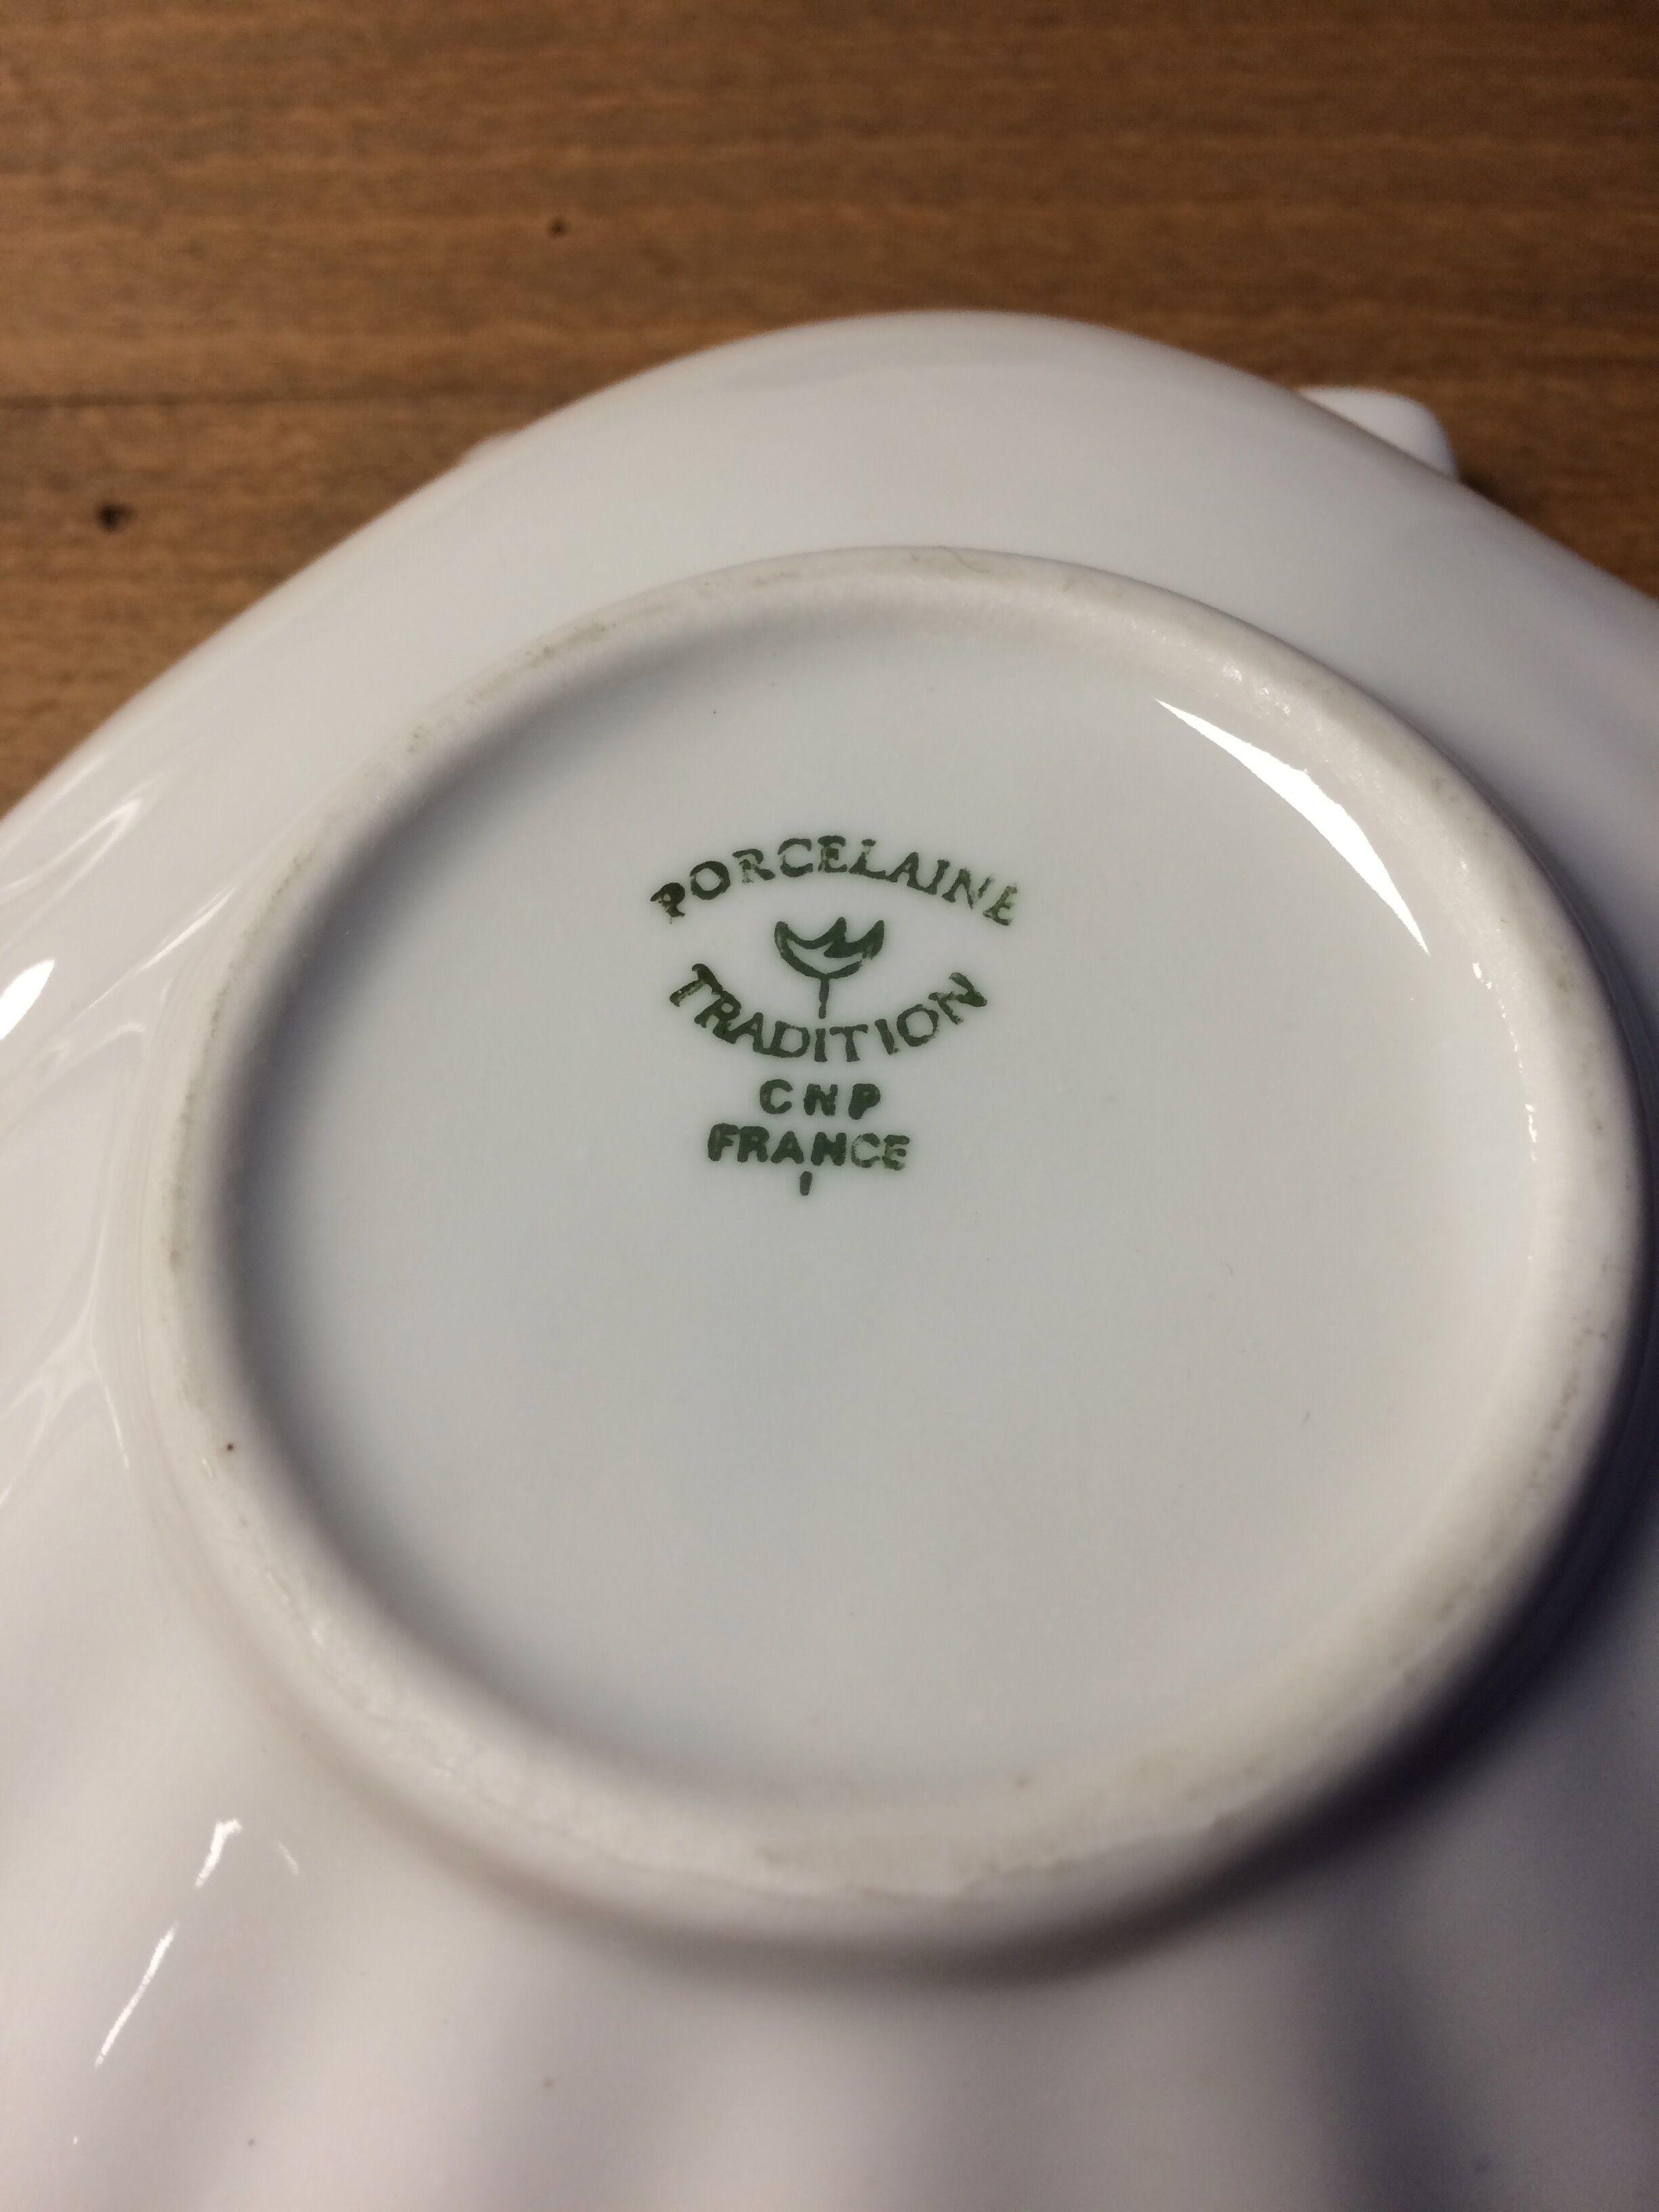 PORCELAINE
TRADITION
CNP
FRANCE
I